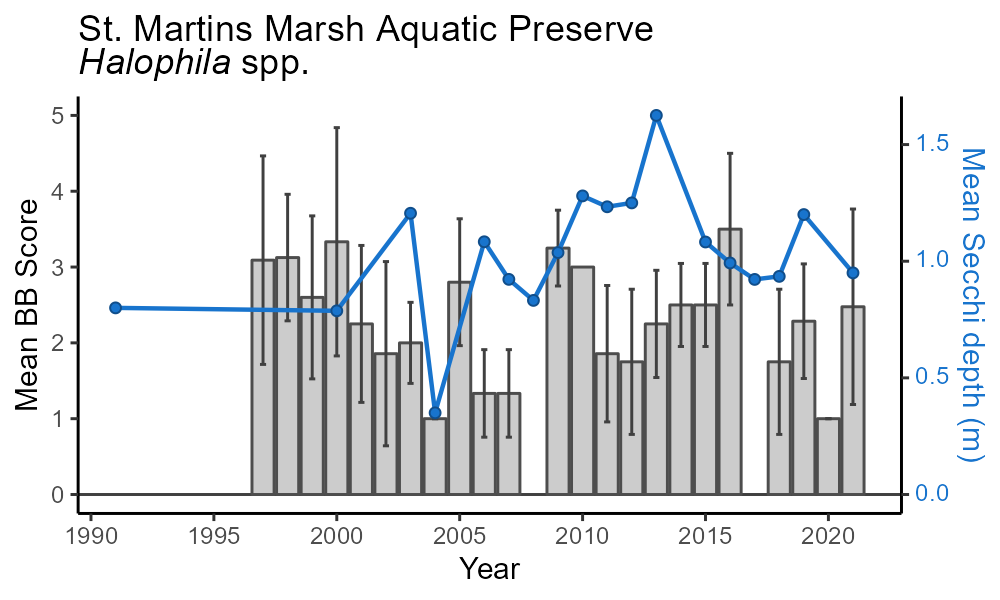 St. Martins Marsh Aquatic Preserve
Halophila spp.
Mean BB Score
5
4
3
2
1
0
1.5
1.0
0.5
0.0
Mean Secchi depth (m)
1990 1995 2000 2005 2010 2015 2020
Year